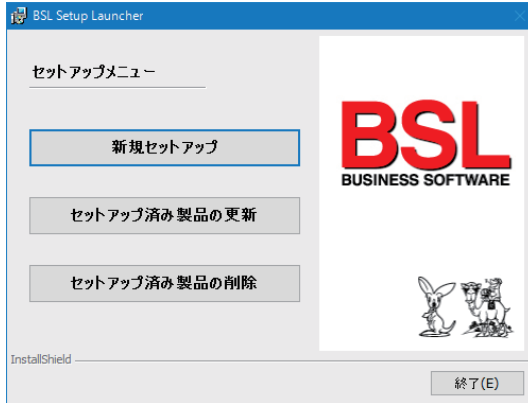 BSL Setup Launcher
セットアップメニュー
新規セットアップ
セットアップ済み製品の更新
セットアップ済み製品の削除
BSL
BUSINESS SOFTWARE
InstallShield
終了(E)